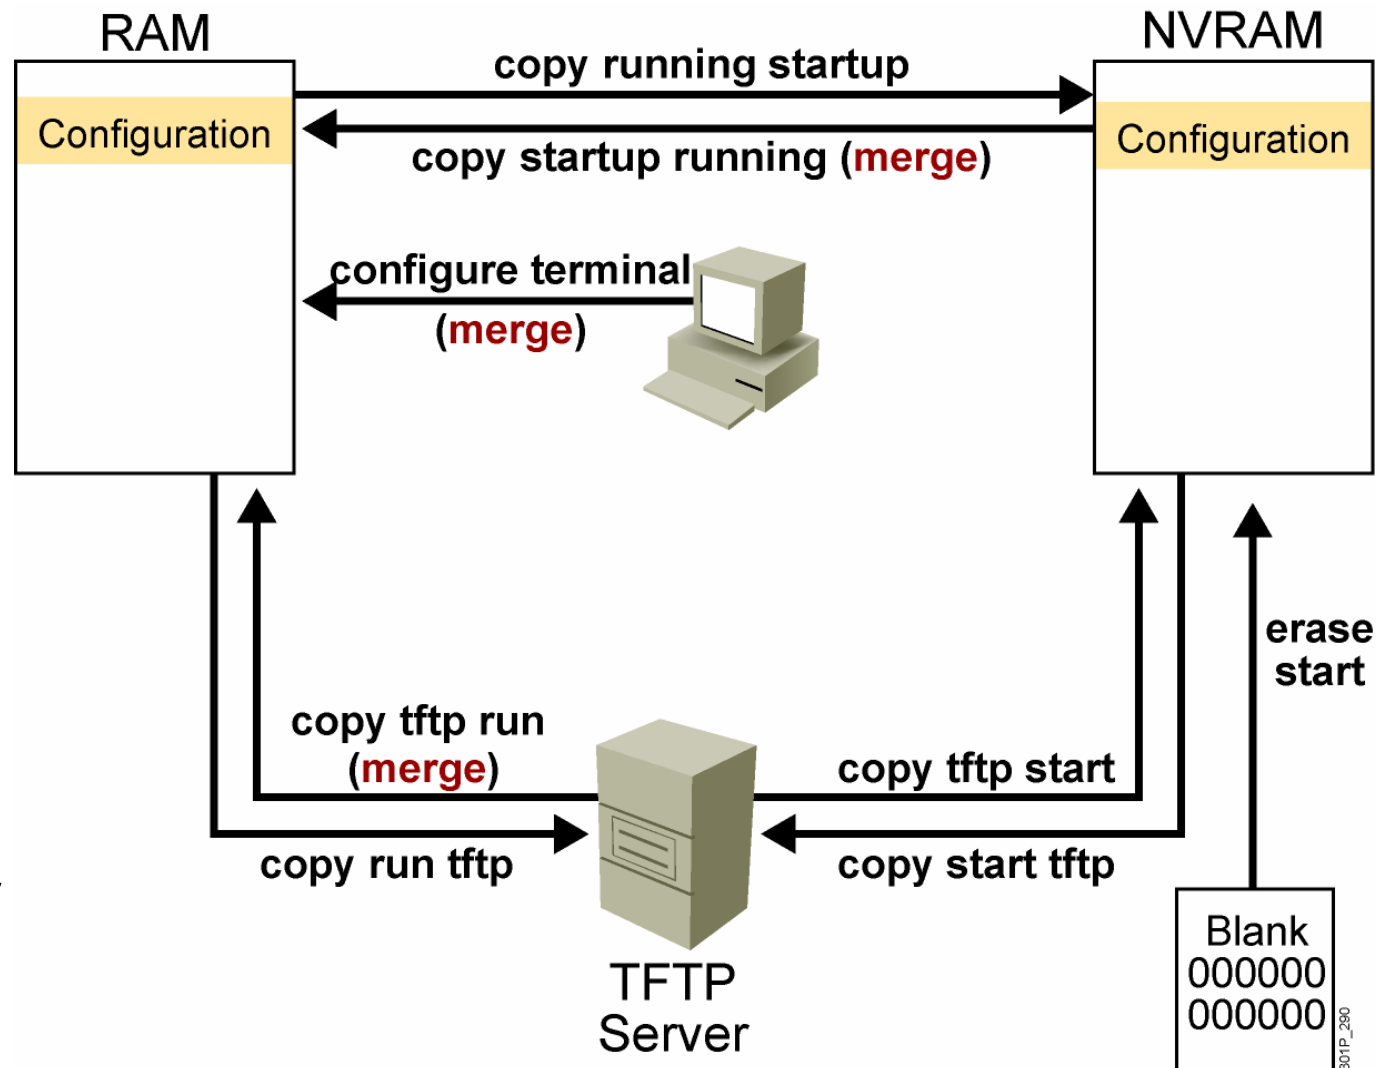 RAM
NVRAM
copy running startup
Configuration
Configuration
copy startup running (merge)
configure terminal
(merge)
erase
start
copy tftp run
(merge)
copy tftp start
copy run tftp
copy start tftp
Blank
000000
000000
TFTP
Server